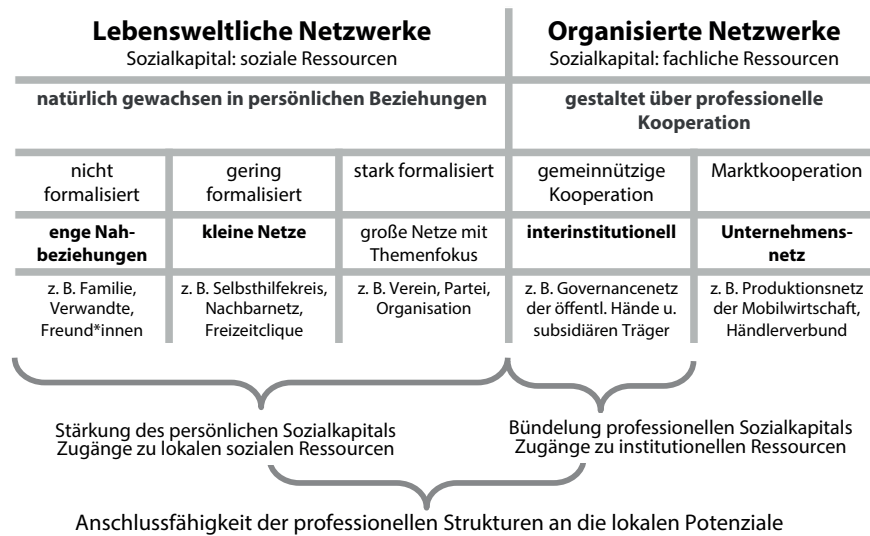 Lebensweltliche Netzwerke
Sozialkapital: soziale Ressourcen
Organisierte Netzwerke
Sozialkapital: fachliche Ressourcen
natürlich gewachsen in persönlichen Beziehungen
gestaltet über professionelle
Kooperation
nicht
formalisiert
gering
formalisiert
stark formalisiert
gemeinnützige
Kooperation
Marktkooperation
enge Nah-
beziehungen
kleine Netze
große Netze mit
Themenfokus
interinstitutionell
Unternehmens-
netz
z. B. Familie,
Verwandte,
Freund*innen
z. B. Selbsthilfekreis,
Nachbarnetz,
Freizeitclique
z. B. Verein, Partei,
Organisation
z. B. Governancenetz
der öffentl. Hände u.
subsidiären Träger
z. B. Produktionsnetz
der Mobilwirtschaft,
Händlerverbund
Stärkung des persönlichen Sozialkapitals
Zugänge zu lokalen sozialen Ressourcen
Bündelung professionellen Sozialkapitals
Zugänge zu institutionellen Ressourcen
Anschlussfähigkeit der professionellen Strukturen an die lokalen Potenziale